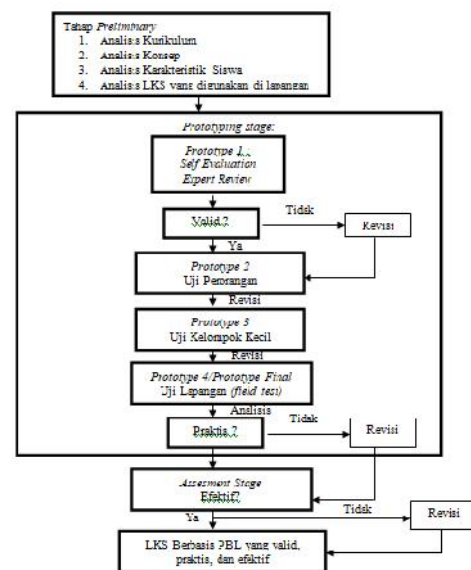 Tahap Preliminary
1. Analisis Kurikulum
2. Analisis Konsep
3. Analisis Karakteristik Siswa
4. Analisis LKS yang digunakan di lapangan
Prototyping stage:
Prototype 1
Self Evaluation
Expert Review
Valid ?
Tidak
Revisi
Ya
Prototype 2
Uji Perorangan
Revisi
Prototype 3
Uji Kelompok Kecil
Revisi
Prototype 4/Prototype Final
Uji Lapangan (field test)
Analisis
Praktis ?
Tidak
Revisi
Assesment Stage
Efektif?
Ya
Tidak
Revisi
LKS Berbasis PBL yang valid,
praktis, dan efektif